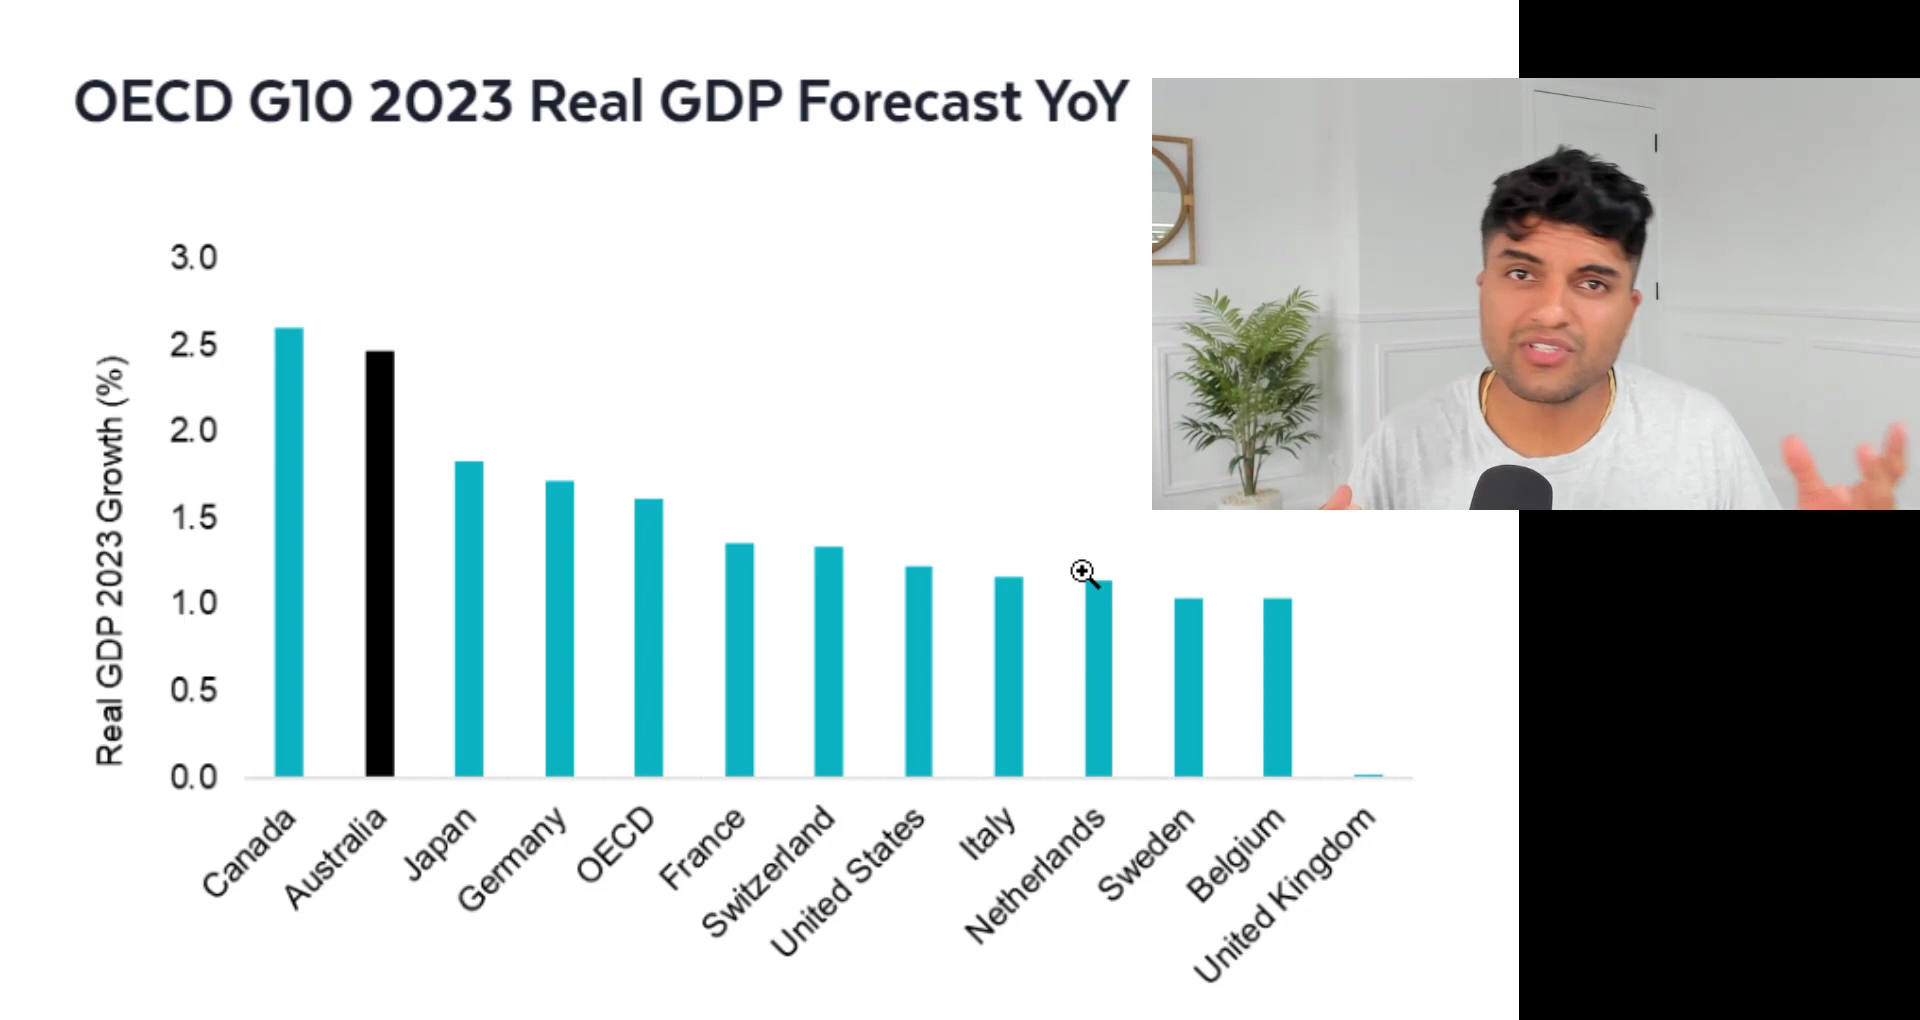 OECD G10 2023 Real GDP Forecast YoY
Real GDP 2023 Growth (%)
3.0
2.5
2.0
1.5
1.0
0.5
0.0
Canada
Australia
Japan
Germany
OECD
France
Switzerland
United States
Italy
Netherlands
Sweden
Belgium
United Kingdom